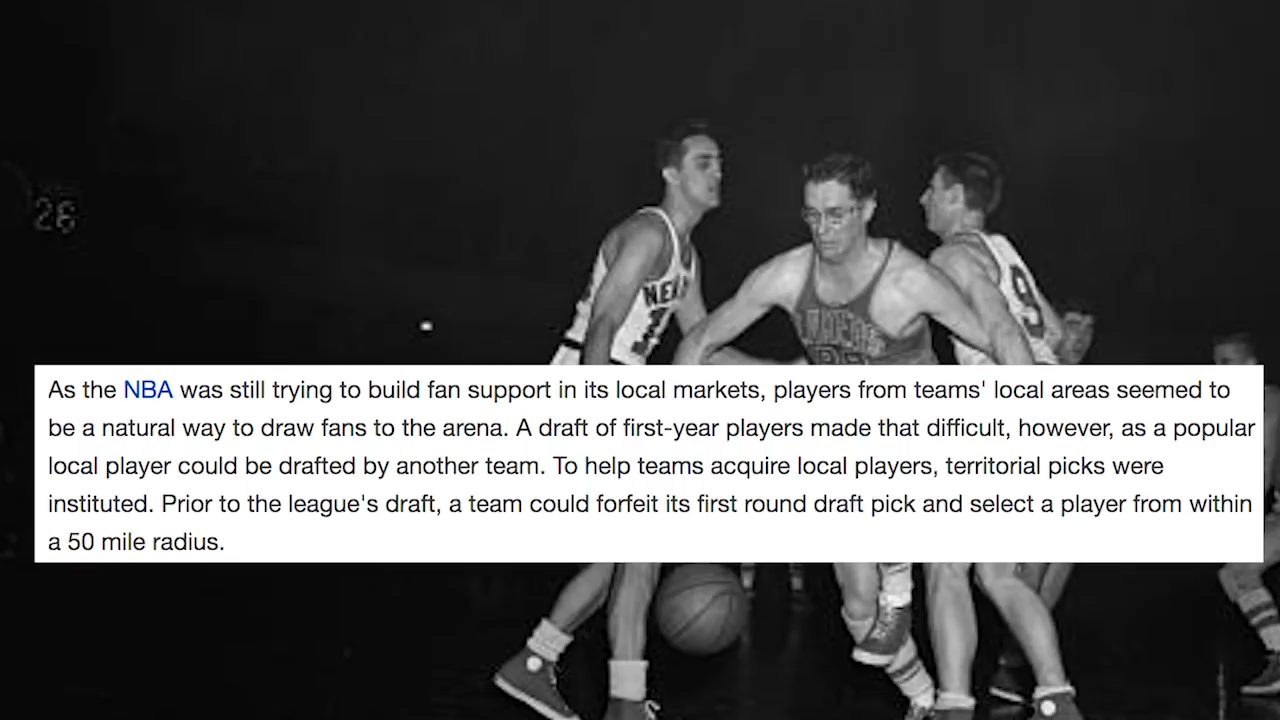 26
NEW
9
As the NBA was still trying to build fan support in its local markets, players from teams' local areas seemed to
be a natural way to draw fans to the arena. A draft of first-year players made that difficult, however, as a popular
local player could be drafted by another team. To help teams acquire local players, territorial picks were
instituted. Prior to the league's draft, a team could forfeit its first round draft pick and select a player from within
a 50 mile radius.